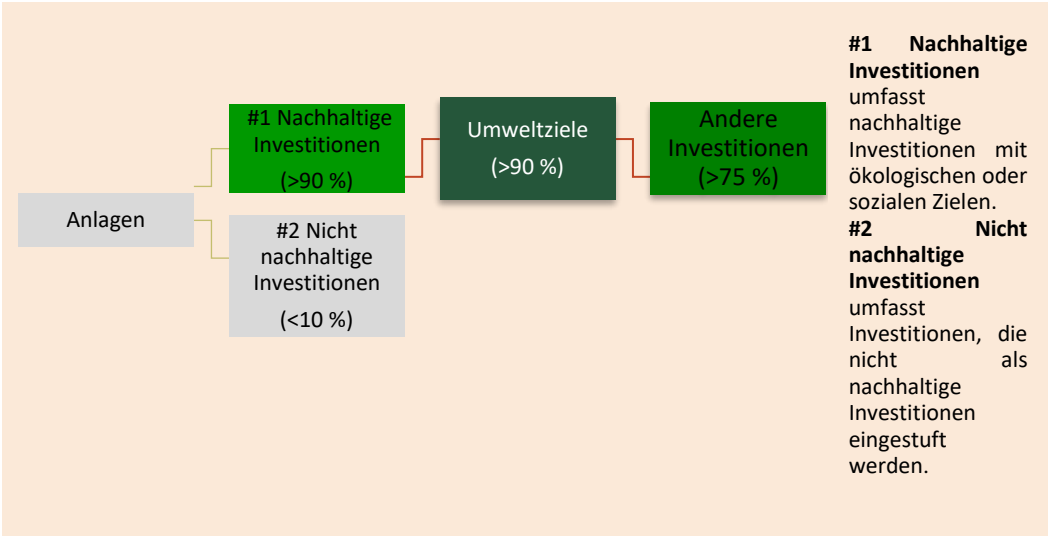 Anlagen
#1 Nachhaltige
Investitionen
(>90 %)
#2 Nicht
nachhaltige
Investitionen
(<10 %)
Umweltziele
(>90 %)
Andere
Investitionen
(>75 %)
#1 Nachhaltige
Investitionen
umfasst
nachhaltige
Investitionen mit
ökologischen oder
sozialen Zielen.
#2 Nicht
nachhaltige
Investitionen
umfasst
Investitionen, die
nicht als
nachhaltige
Investitionen
eingestuft
werden.